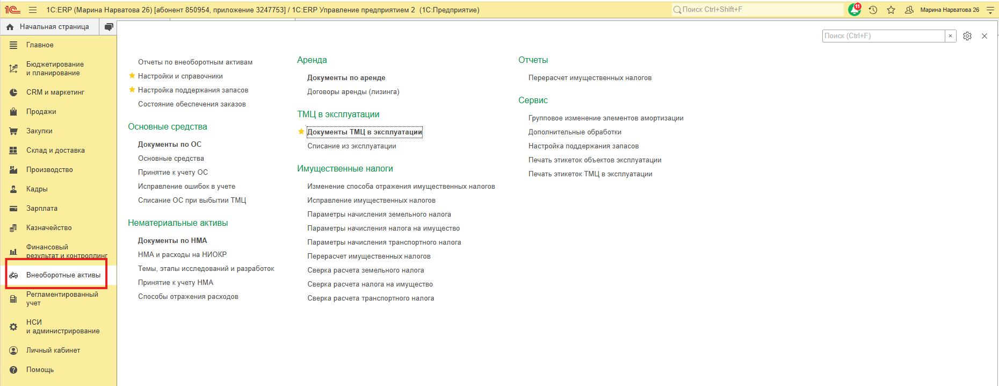 1С:ERP (Марина Нарватова 26) [абонент 850954, приложение 3247753] / 1С:ERP Управление предприятием 2 (1С:Предприятие)
Поиск Ctrl+Shift+F
11
Марина Нарватова 26
Начальная страница
Главное
Бюджетирование
и планирование
CRM и маркетинг
Продажи
Закупки
Склад и доставка
Производство
Кадры
Зарплата
Казначейство
Финансовый
результат и контроллинг
Внеоборотные активы
Регламентированный
учет
НСИ
и администрирование
Личный кабинет
Помощь
Поиск (Ctrl+F)
Отчеты по внеоборотным активам
Настройки и справочники
Настройка поддержания запасов
Состояние обеспечения заказов
Основные средства
Документы по ОС
Основные средства
Принятие к учету ОС
Исправление ошибок в учете
Списание ОС при выбытии ТМЦ
Нематериальные активы
Документы по НМА
НМА и расходы на НИОКР
Темы, этапы исследований и разработок
Принятие к учету НМА
Способы отражения расходов
Аренда
Документы по аренде
Договоры аренды (лизинга)
ТМЦ в эксплуатации
Документы ТМЦ в эксплуатации
Списание из эксплуатации
Имущественные налоги
Изменение способа отражения имущественных налогов
Исправление имущественных налогов
Параметры начисления земельного налога
Параметры начисления налога на имущество
Параметры начисления транспортного налога
Перерасчет имущественных налогов
Сверка расчета земельного налога
Сверка расчета налога на имущество
Сверка расчета транспортного налога
Отчеты
Перерасчет имущественных налогов
Сервис
Групповое изменение элементов амортизации
Дополнительные обработки
Настройка поддержания запасов
Печать этикеток объектов эксплуатации
Печать этикеток ТМЦ в эксплуатации